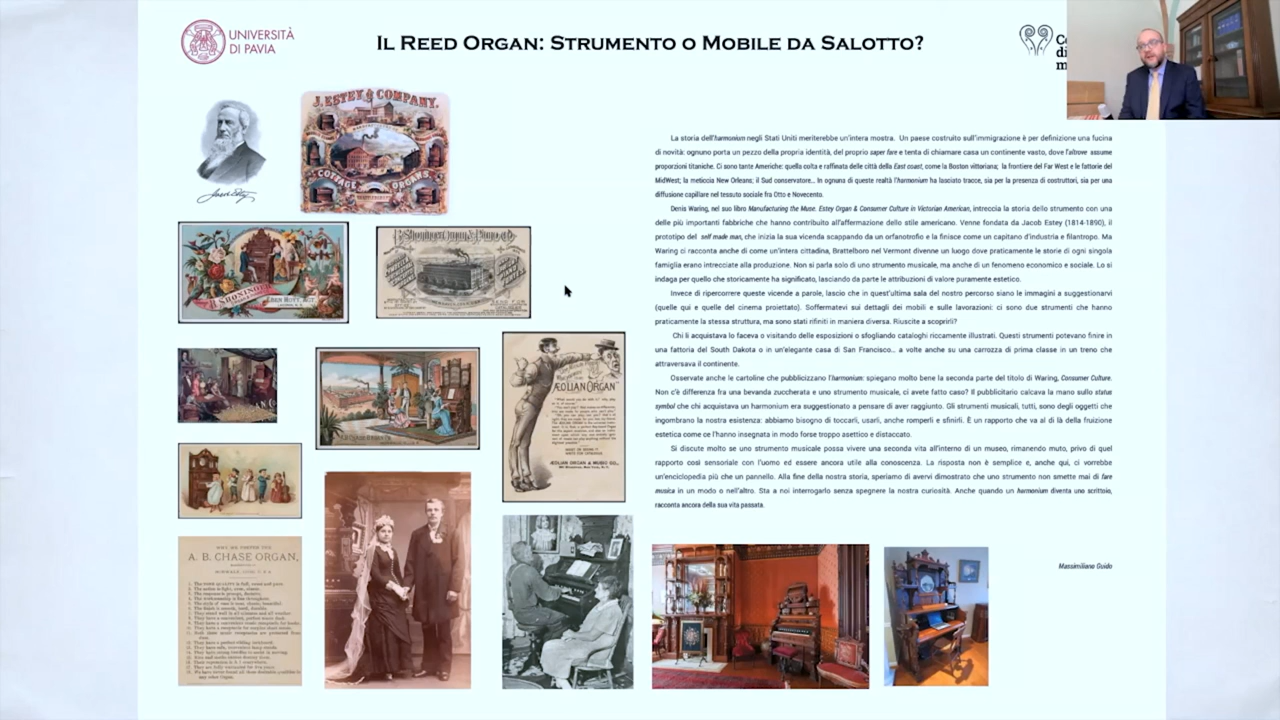 UNIVERSITÀ
DI PAVIA
IL REED ORGAN: STRUMENTO O MOBILE DA SALOTTO?
Co
di
m
J. ESTEY & COMPANY.
COTTAGE ORGANS
EBEN HOYT, AGT.
ÆOLIAN ORGAN
ÆOLIAN ORGAN & MUSIC CO.,
A. B. CHASE ORGAN,
La storia dell'harmonium negli Stati Uniti meriterebbe un'intera mostra. Un paese costruito sull'immigrazione è per definizione una fucina
di novità: ognuno porta un pezzo della propria identità, del proprio saper fare e tenta di chiamare casa un continente vasto, dove l'altrove assume
proporzioni titaniche. Ci sono tante Americhe: quella colta e raffinata delle città della East coast, come la Boston vittoriana; la frontiera del Far West e le fattorie del
MidWest; la meticcia New Orleans; il Sud conservatore... In ognuna di queste realtà l'harmonium ha lasciato tracce, sia per la presenza di costruttori, sia per una
diffusione capillare nel tessuto sociale fra Otto e Novecento.
Denis Waring, nel suo libro Manufacturing the Muse. Estey Organ & Consumer Culture in Victorian American, intreccia la storia dello strumento con una
delle più importanti fabbriche che hanno contribuito all'affermazione dello stile americano. Venne fondata da Jacob Estey (1814-1890), il
prototipo del self made man, che inizia la sua vicenda scappando da un orfanotrofio e la finisce come un capitano d'industria e filantropo. Ma
Waring ci racconta anche di come un'intera cittadina, Brattelboro nel Vermont divenne un luogo dove praticamente le storie di ogni singola
famiglia erano intrecciate alla produzione. Non si parla solo di uno strumento musicale, ma anche di un fenomeno economico e sociale. Lo si
indaga per quello che storicamente ha significato, lasciando da parte le attribuzioni di valore puramente estetico.
Invece di ripercorrere queste vicende a parole, lascio che in quest'ultima sala del nostro percorso siano le immagini a suggestionarvi
(quelle qui e quelle del cinema proiettato). Soffermatevi sui dettagli dei mobili e sulle lavorazioni: ci sono due strumenti che hanno
praticamente la stessa struttura, ma sono stati rifiniti in maniera diversa. Riuscite a scoprirli?
Chi li acquistava lo faceva o visitando delle esposizioni o sfogliando cataloghi riccamente illustrati. Questi strumenti potevano finire in
una fattoria del South Dakota o in un'elegante casa di San Francisco... a volte anche su una carrozza di prima classe in un treno che
attraversava il continente.
Osservate anche le cartoline che pubblicizzano l'harmonium: spiegano molto bene la seconda parte del titolo di Waring, Consumer Culture.
Non c'è differenza fra una bevanda zuccherata e uno strumento musicale, ci avete fatto caso? Il pubblicitario calcava la mano sullo status
symbol che chi acquistava un harmonium era suggestionato a pensare di aver raggiunto. Gli strumenti musicali, tutti, sono degli oggetti che
ingombrano la nostra esistenza: abbiamo bisogno di toccarli, usarli, anche romperli e sfinirli. È un rapporto che va al di là della fruizione
estetica come ce l'hanno insegnata in modo forse troppo asettico e distaccato.
Si discute molto se uno strumento musicale possa vivere una seconda vita all'interno di un museo, rimanendo muto, privo di quel
rapporto così sensoriale con l'uomo ed essere ancora utile alla conoscenza. La risposta non è semplice e, anche qui, ci vorrebbe
un'enciclopedia più che un pannello. Alla fine della nostra storia, speriamo di avervi dimostrato che uno strumento non smette mai di fare
musica in un modo o nell'altro. Sta a noi interrogarlo senza spegnere la nostra curiosità. Anche quando un harmonium diventa uno scrittoio,
racconta ancora della sua vita passata.
Massimiliano Guido